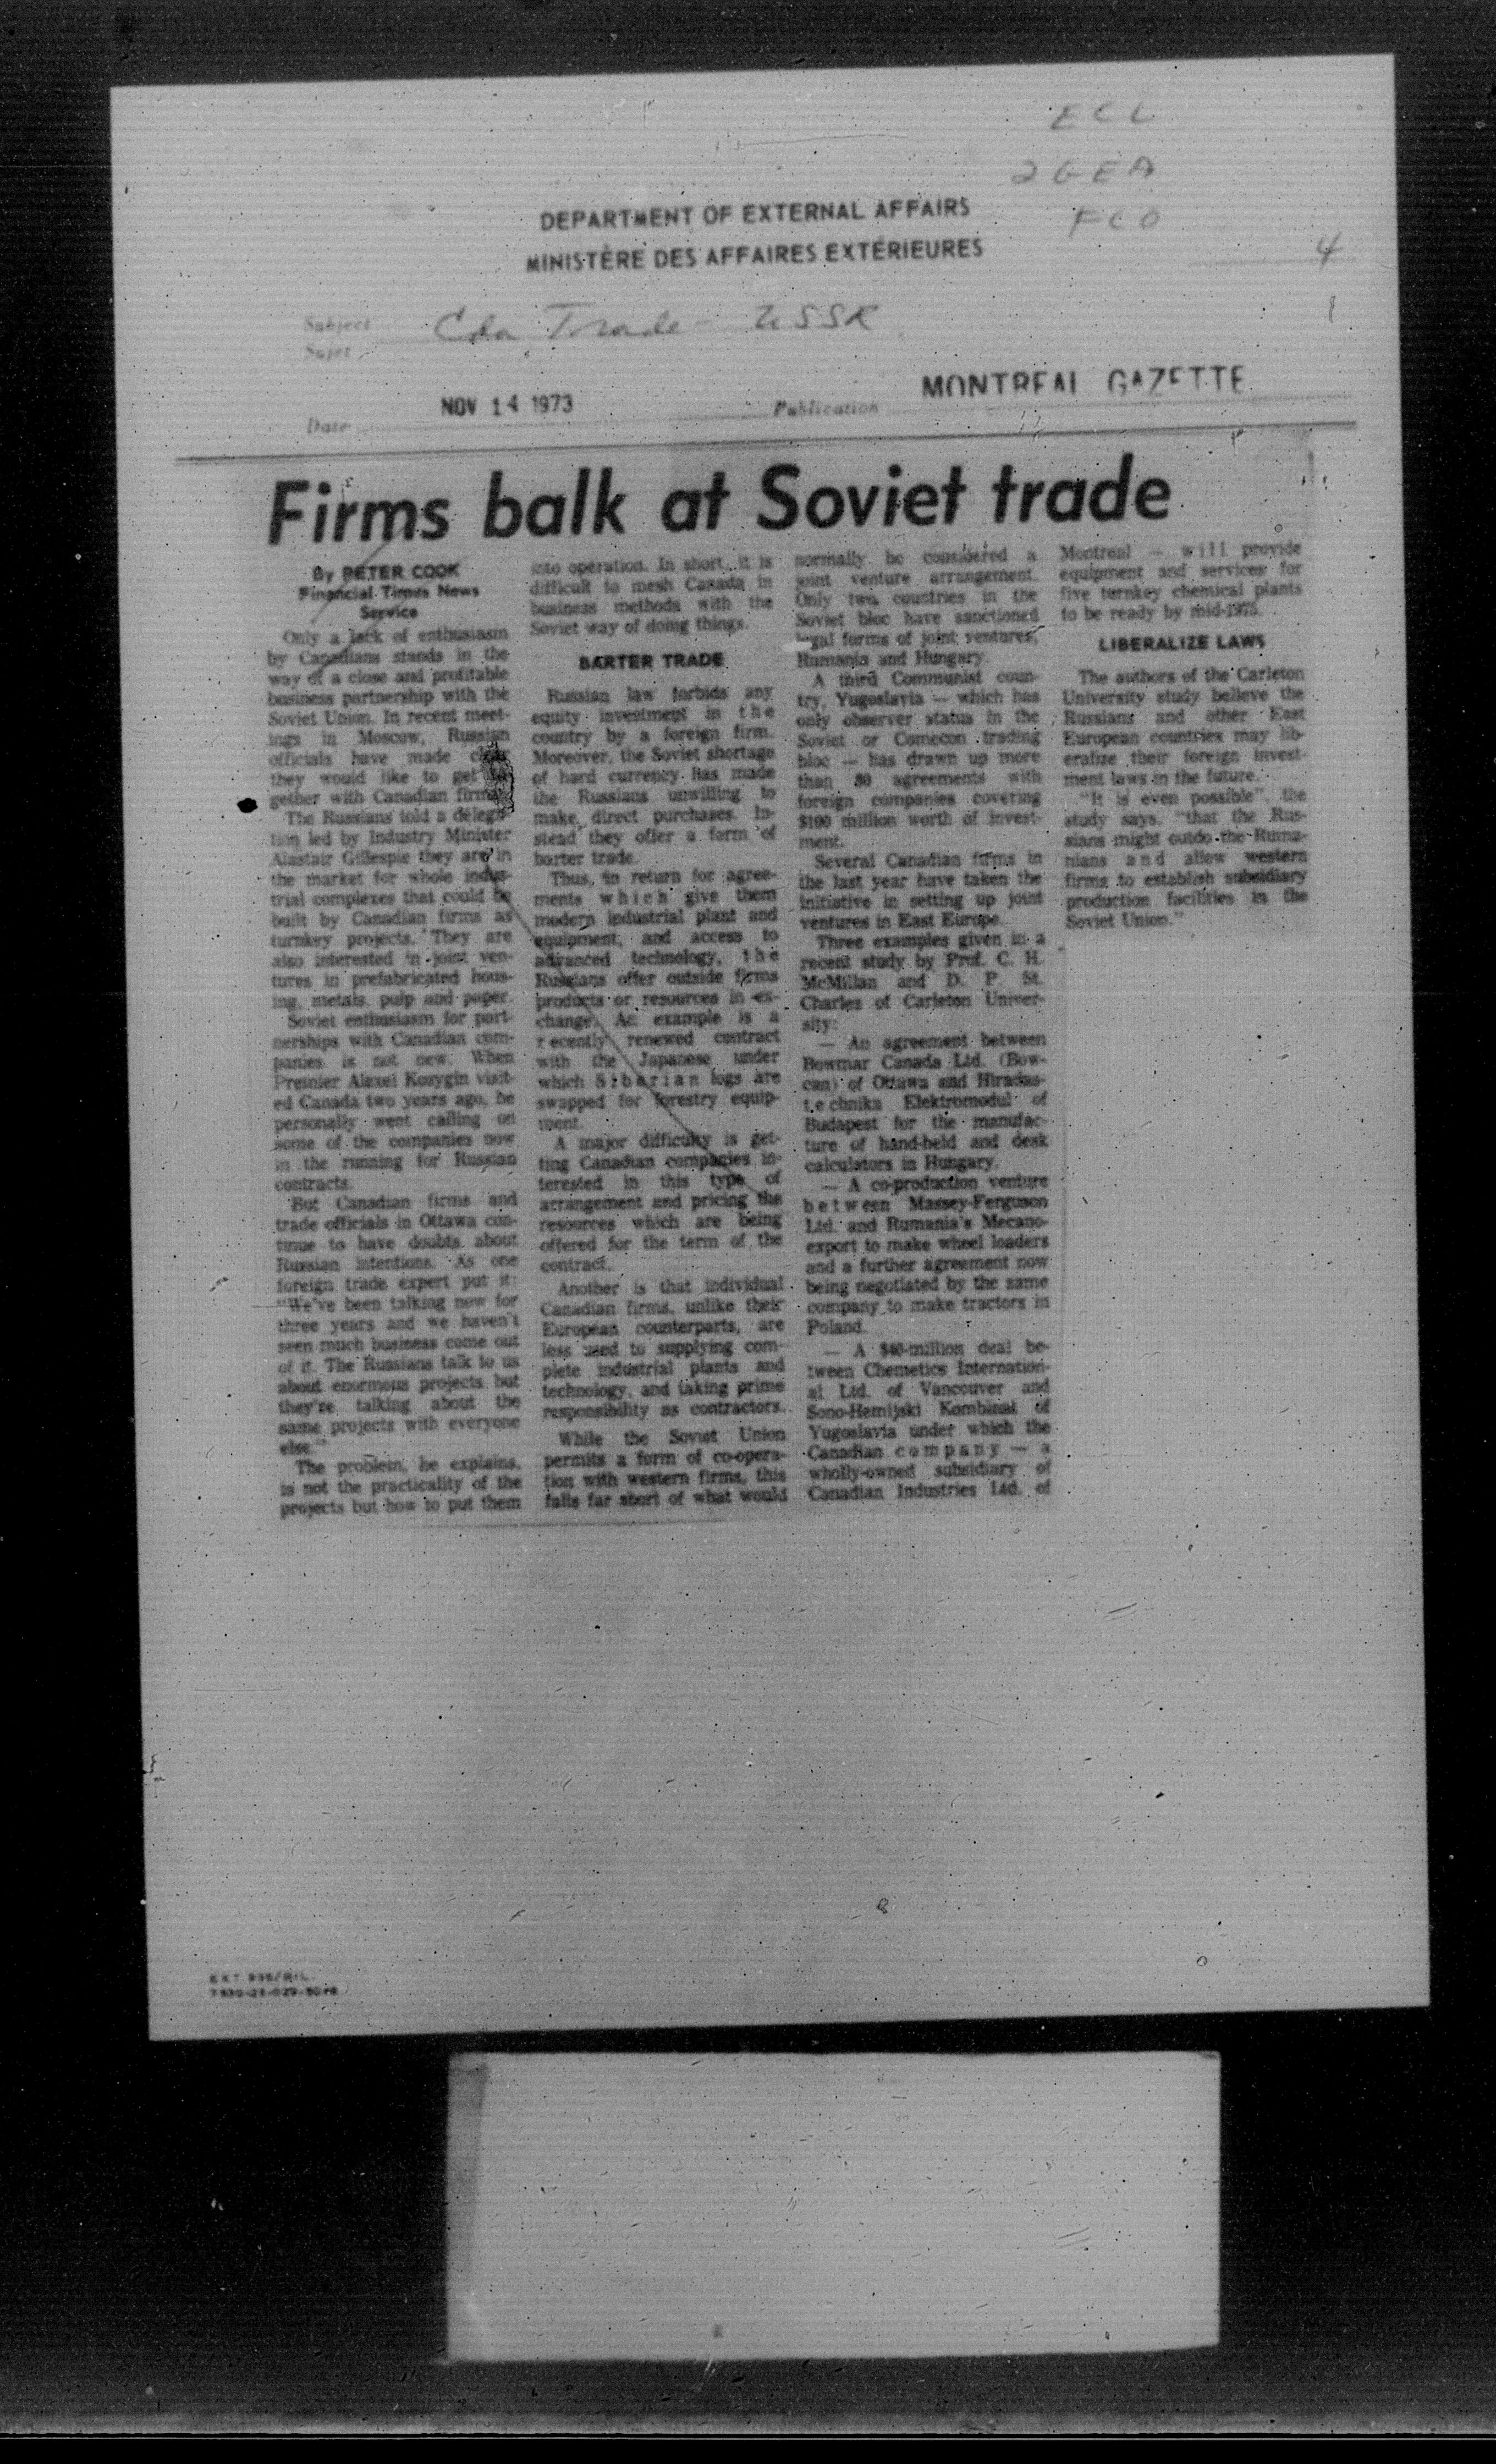 ECL
2GEA
FCO
4
DEPARTMENT OF EXTERNAL AFFAIRS
MINISTÈRE DES AFFAIRES EXTÉRIEURES
Subject
Sujet
Cda Trade - USSR
Date
NOV 14 1973
Publication
MONTREAL GAZETTE
Firms balk at Soviet trade
By PETER COOK
Financial Times News
Service
Only a lack of enthusiasm
by Canadians stands in the
way of a close and profitable
business partnership with the
Soviet Union. In recent meet-
ings in Moscow, Russian
officials have made clear
they would like to get to-
gether with Canadian firms.
The Russians told a delega-
tion led by Industry Minister
Alastair Gillespie they are in
the market for whole indus-
trial complexes that could be
built by Canadian firms as
turnkey projects. They are
also interested in joint ven-
tures in prefabricated hous-
ing, metals, pulp and paper.
Soviet enthusiasm for part-
nerships with Canadian com-
panies is not new. When
Premier Alexei Kosygin visit-
ed Canada two years ago, he
personally went calling on
some of the companies now
in the running for Russian
contracts.
But Canadian firms and
trade officials in Ottawa con-
tinue to have doubts about
Russian intentions. As one
foreign trade expert put it:
"We've been talking now for
three years and we haven't
seen much business come out
of it. The Russians talk to us
about enormous projects but
they're talking about the
same projects with everyone
else."
The problem, he explains,
is not the practicality of the
projects but how to put them
into operation. In short, it is
difficult to mesh Canada in
business methods with the
Soviet way of doing things.
BARTER TRADE
Russian law forbids any
equity investment in the
country by a foreign firm.
Moreover, the Soviet shortage
of hard currency has made
the Russians unwilling to
make direct purchases. In-
stead they offer a form of
barter trade.
Thus, in return for agree-
ments which give them
modern industrial plant and
equipment, and access to
advanced technology, the
Russians offer outside firms
products or resources in ex-
change. An example is a
recently renewed contract
with the Japanese under
which Siberian logs are
swapped for forestry equip-
ment.
A major difficulty is get-
ting Canadian companies in-
terested in this type of
arrangement and pricing the
resources which are being
offered for the term of the
contract.
Another is that individual
Canadian firms, unlike their
European counterparts, are
less used to supplying com-
plete industrial plants and
technology, and taking prime
responsibility as contractors.
While the Soviet Union
permits a form of co-opera-
tion with western firms, this
falls far short of what would
normally be considered a
joint venture arrangement.
Only two countries in the
Soviet bloc have sanctioned
legal forms of joint ventures,
Rumania and Hungary.
A third Communist coun-
try, Yugoslavia — which has
only observer status in the
Soviet or Comecon trading
bloc — has drawn up more
than agreements with
foreign companies covering
$100 million worth of invest-
ment.
Several Canadian firms in
the last year have taken the
initiative in setting up joint
ventures in East Europe.
Three examples given in a
recent study by Prof. C. H.
McMillan and D. P. St.
Charles of Carleton Univer-
sity:
— An agreement between
Bowmar Canada Ltd. (Bow-
can) of Ottawa and Hiradas-
technika Elektromodul of
Budapest for the manufac-
ture of hand-held and desk
calculators in Hungary.
— A co-production venture
between Massey-Ferguson
Ltd. and Rumania's Mecano-
export to make wheel loaders
and a further agreement now
being negotiated by the same
company to make tractors in
Poland.
— A $40-million deal be-
tween Chemetics Internation-
al Ltd. of Vancouver and
Sono-Hemijski Kombinat of
Yugoslavia under which the
Canadian company — a
wholly-owned subsidiary of
Canadian Industries Ltd. of
Montreal — will provide
equipment and services for
five turnkey chemical plants
to be ready by mid-1975.
LIBERALIZE LAWS
The authors of the Carleton
University study believe the
Russians and other East
European countries may lib-
eralize their foreign invest-
ment laws in the future.
"It is even possible", the
study says, "that the Rus-
sians might outdo the Ruma-
nians and allow western
firms to establish subsidiary
production facilities in the
Soviet Union."